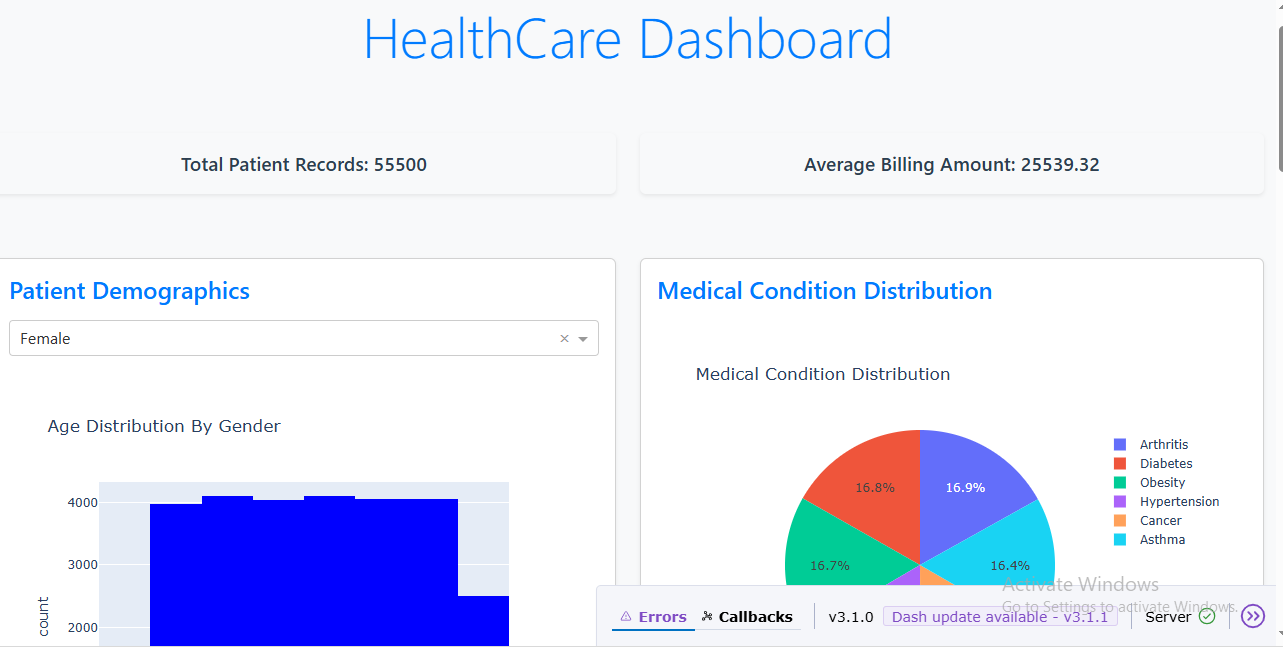 HealthCare Dashboard
Total Patient Records: 55500
Average Billing Amount: 25539.32
Patient Demographics
Female
Age Distribution By Gender
4000
3000
2000
count
Medical Condition Distribution
Medical Condition Distribution
16.8%
16.9%
16.7%
16.4%
Arthritis
Diabetes
Obesity
Hypertension
Cancer
Asthma
Activate Windows
Go to Settings to activate Windows.
Errors
Callbacks
v3.1.0
Dash update available - v3.1.1
Server